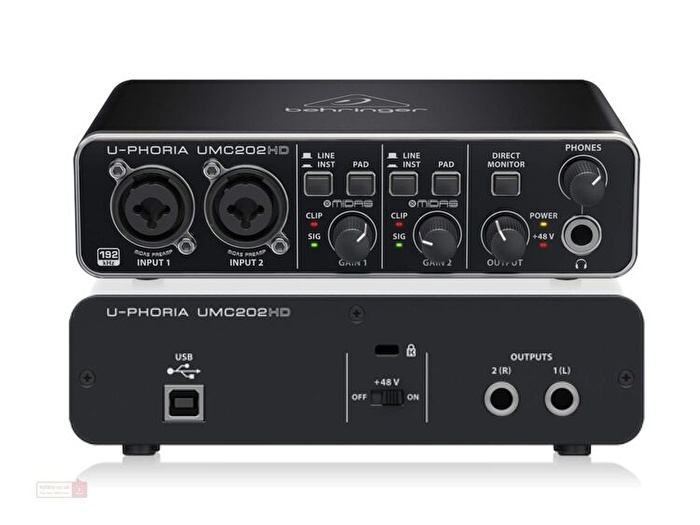 behringer
U-PHORIA UMC202HD
LINE
INST
PAD
LINE
INST
PAD
DIRECT
MONITOR
PHONES
MIDAS
MIDAS
CLIP
SIG
CLIP
SIG
POWER
+48 V
192
kHz
MIDAS PREAMP
INPUT 1
MIDAS PREAMP
INPUT 2
GAIN 1
GAIN 2
OUTPUT
U-PHORIA UMC202HD
USB
K
+48 V
OFF
ON
OUTPUTS
2 (R)
1 (L)